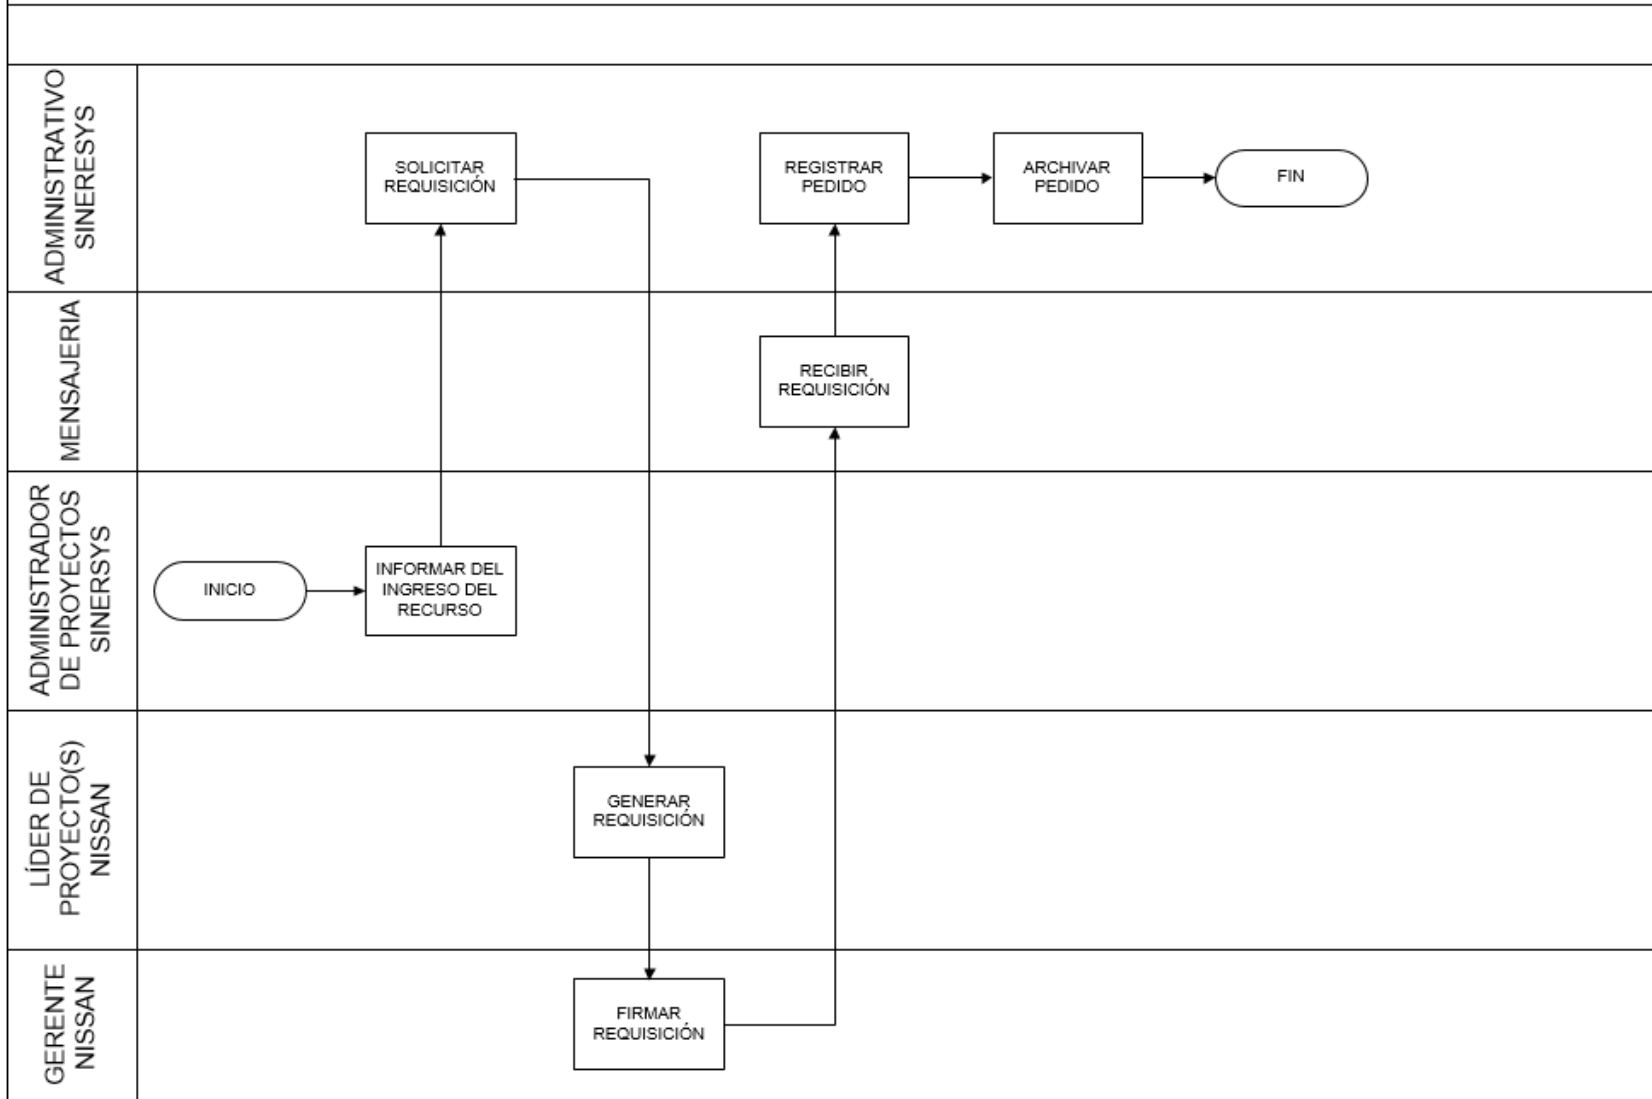 ADMINISTRATIVO
SINERESYS
SOLICITAR
REQUISICIÓN
REGISTRAR
PEDIDO
ARCHIVAR
PEDIDO
FIN
MENSAJERIA
RECIBIR
REQUISICIÓN
ADMINISTRADOR
DE PROYECTOS
SINERSYS
INICIO
INFORMAR DEL
INGRESO DEL
RECURSO
LÍDER DE
PROYECTO(S)
NISSAN
GENERAR
REQUISICIÓN
GERENTE
NISSAN
FIRMAR
REQUISICIÓN